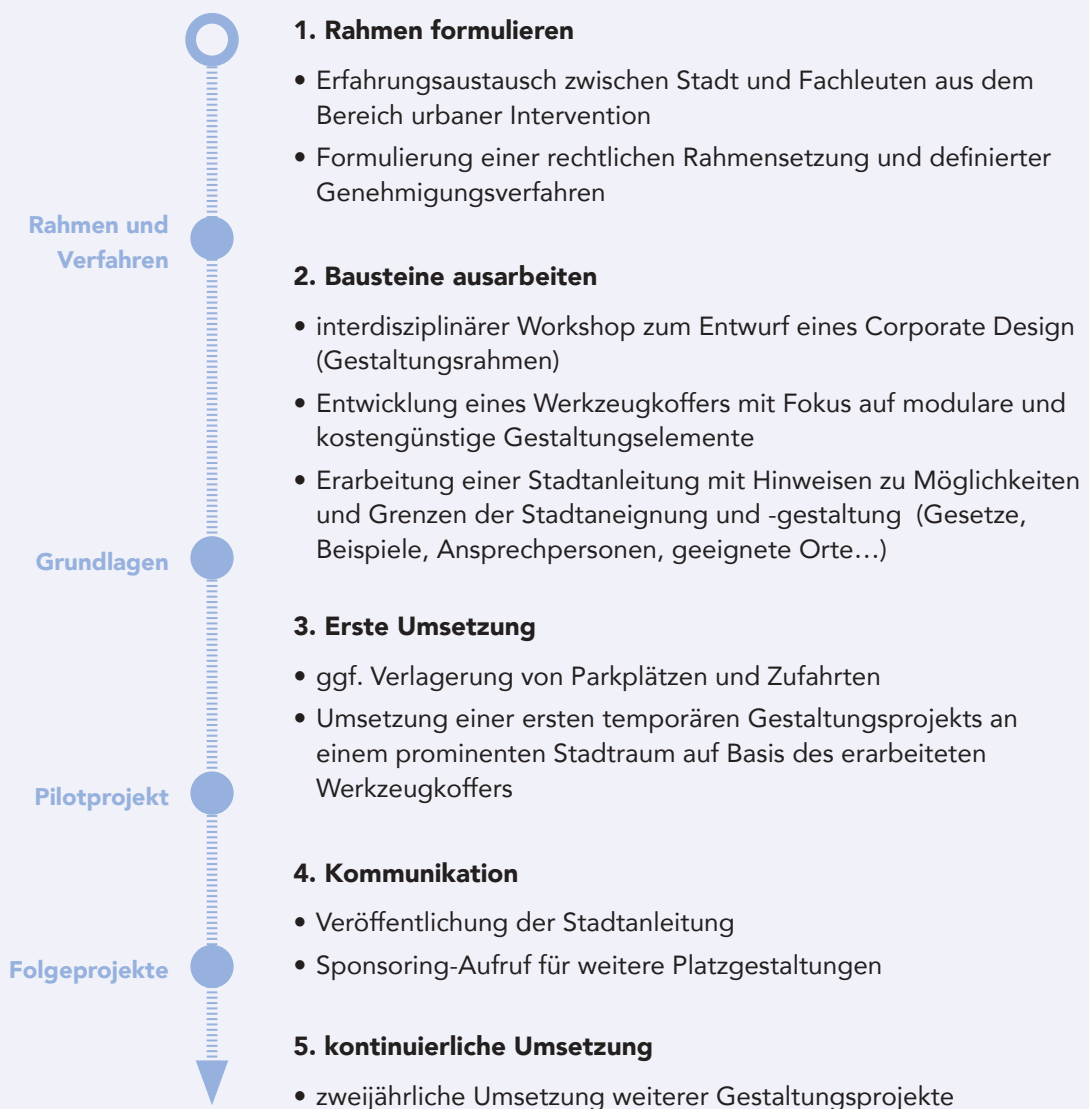 1. Rahmen formulieren
• Erfahrungsaustausch zwischen Stadt und Fachleuten aus dem
Bereich urbaner Intervention
• Formulierung einer rechtlichen Rahmensetzung und definierter
Genehmigungsverfahren
Rahmen und
Verfahren
2. Bausteine ausarbeiten
• interdisziplinärer Workshop zum Entwurf eines Corporate Design
(Gestaltungsrahmen)
• Entwicklung eines Werkzeugkoffers mit Fokus auf modulare und
kostengünstige Gestaltungselemente
• Erarbeitung einer Stadtanleitung mit Hinweisen zu Möglichkeiten
und Grenzen der Stadtaneignung und -gestaltung (Gesetze,
Beispiele, Ansprechpersonen, geeignete Orte…)
Grundlagen
3. Erste Umsetzung
• ggf. Verlagerung von Parkplätzen und Zufahrten
• Umsetzung einer ersten temporären Gestaltungsprojekts an
einem prominenten Stadtraum auf Basis des erarbeiteten
Werkzeugkoffers
Pilotprojekt
4. Kommunikation
• Veröffentlichung der Stadtanleitung
• Sponsoring-Aufruf für weitere Platzgestaltungen
Folgeprojekte
5. kontinuierliche Umsetzung
• zweijährliche Umsetzung weiterer Gestaltungsprojekte